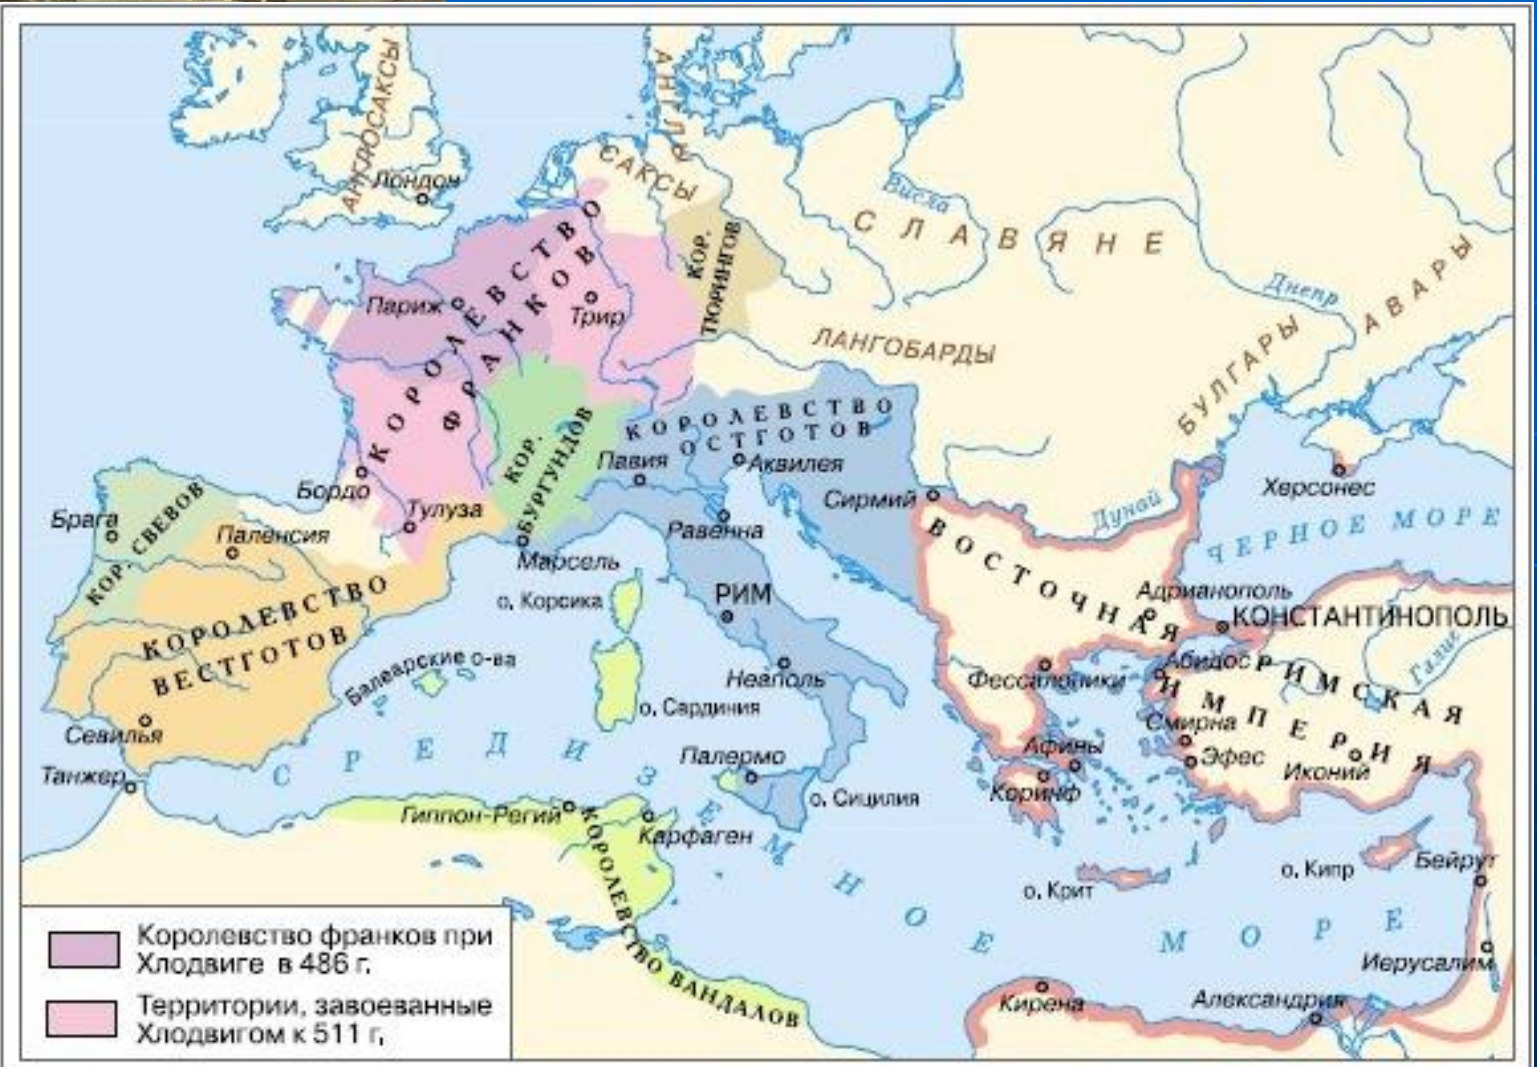 АНГЛОСАКСЫ
Лондон
АНГЛЫ
САКСЫ
Висла
СЛАВЯНЕ
Днепр
АВАРЫ
БУЛГАРЫ
ЛАНГОБАРДЫ
КОР.
ТЮРИНГОВ
КОРОЛЕВСТВО
ФРАНКОВ
Париж
Трир
КОР.
БУРГУНДОВ
КОРОЛЕВСТВО
ОСТГОТОВ
Павия
Аквилея
Сирмий
Равенна
Бордо
Тулуза
Марсель
КОР. СВЕВОВ
Брага
Паленсия
КОРОЛЕВСТВО
ВЕСТГОТОВ
Севилья
Танжер
Балеарские о-ва
о. Корсика
о. Сардиния
РИМ
Неаполь
Палермо
о. Сицилия
Дунай
Херсонес
ЧЕРНОЕ МОРЕ
ВОСТОЧНАЯ
РИМСКАЯ
ИМПЕРИЯ
Адрианополь
КОНСТАНТИНОПОЛЬ
Галис
Абидос
Фессалоники
Смирна
Эфес
Иконий
Афины
Коринф
о. Крит
о. Кипр
Бейрут
Иерусалим
Александрия
Кирена
СРЕДИЗЕМНОЕ МОРЕ
Гиппон-Регий
Карфаген
КОРОЛЕВСТВО ВАНДАЛОВ
Королевство франков при
Хлодвиге в 486 г.
Территории, завоеванные
Хлодвигом к 511 г.